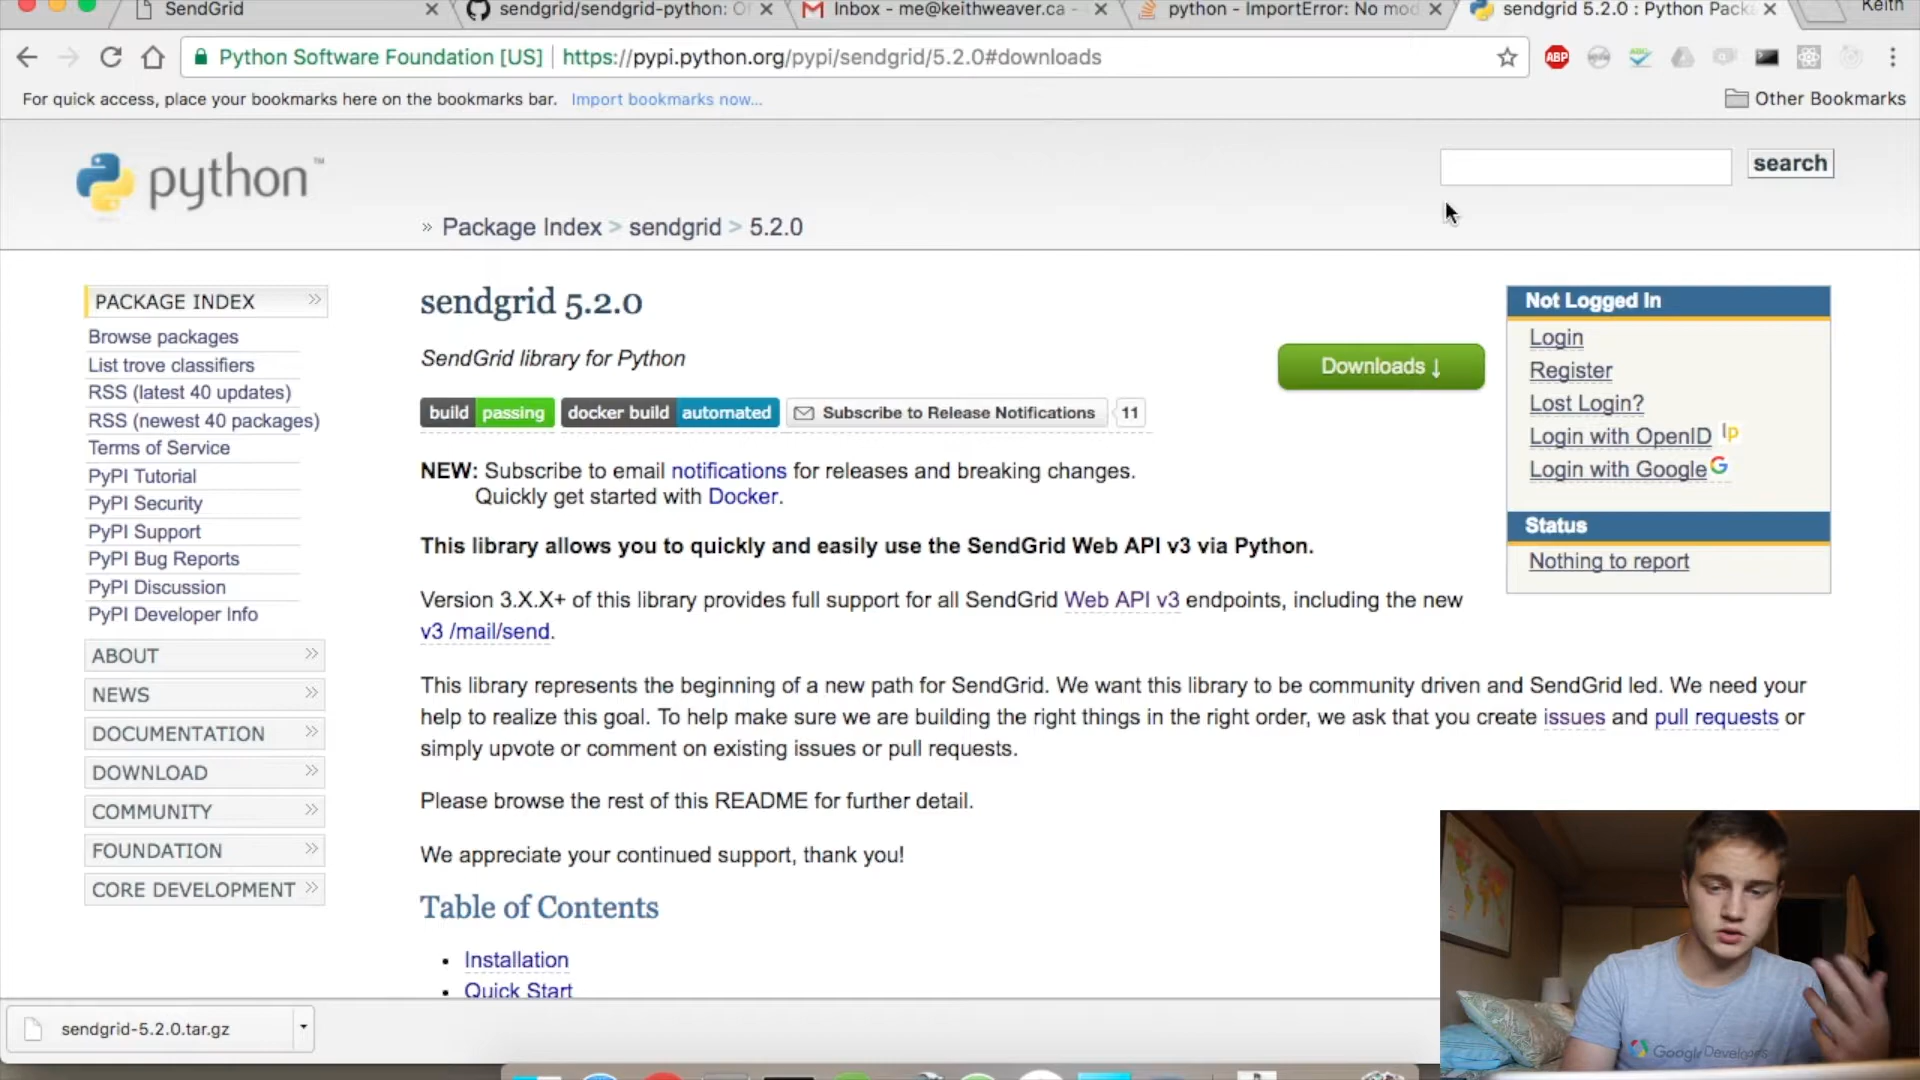 SendGrid
sendgrid/sendgrid-python:
Inbox - me@keithweaver.ca -
python - ImportError: No mod
sendgrid 5.2.0 : Python Pack
Keith
Python Software Foundation [US] | https://pypi.python.org/pypi/sendgrid/5.2.0#downloads
ABP
For quick access, place your bookmarks here on the bookmarks bar. Import bookmarks now...
Other Bookmarks
python™
search
» Package Index > sendgrid > 5.2.0
PACKAGE INDEX »
Browse packages
List trove classifiers
RSS (latest 40 updates)
RSS (newest 40 packages)
Terms of Service
PyPI Tutorial
PyPI Security
PyPI Support
PyPI Bug Reports
PyPI Discussion
PyPI Developer Info
ABOUT »
NEWS »
DOCUMENTATION »
DOWNLOAD »
COMMUNITY »
FOUNDATION »
CORE DEVELOPMENT »
sendgrid 5.2.0
SendGrid library for Python
Downloads ↓
build passing docker build automated Subscribe to Release Notifications 11
NEW: Subscribe to email notifications for releases and breaking changes.
Quickly get started with Docker.
This library allows you to quickly and easily use the SendGrid Web API v3 via Python.
Version 3.X.X+ of this library provides full support for all SendGrid Web API v3 endpoints, including the new
v3 /mail/send.
This library represents the beginning of a new path for SendGrid. We want this library to be community driven and SendGrid led. We need your
help to realize this goal. To help make sure we are building the right things in the right order, we ask that you create issues and pull requests or
simply upvote or comment on existing issues or pull requests.
Please browse the rest of this README for further detail.
We appreciate your continued support, thank you!
Table of Contents
• Installation
• Quick Start
Not Logged In
Login
Register
Lost Login?
Login with OpenID lp
Login with Google G
Status
Nothing to report
sendgrid-5.2.0.tar.gz
Google Developers